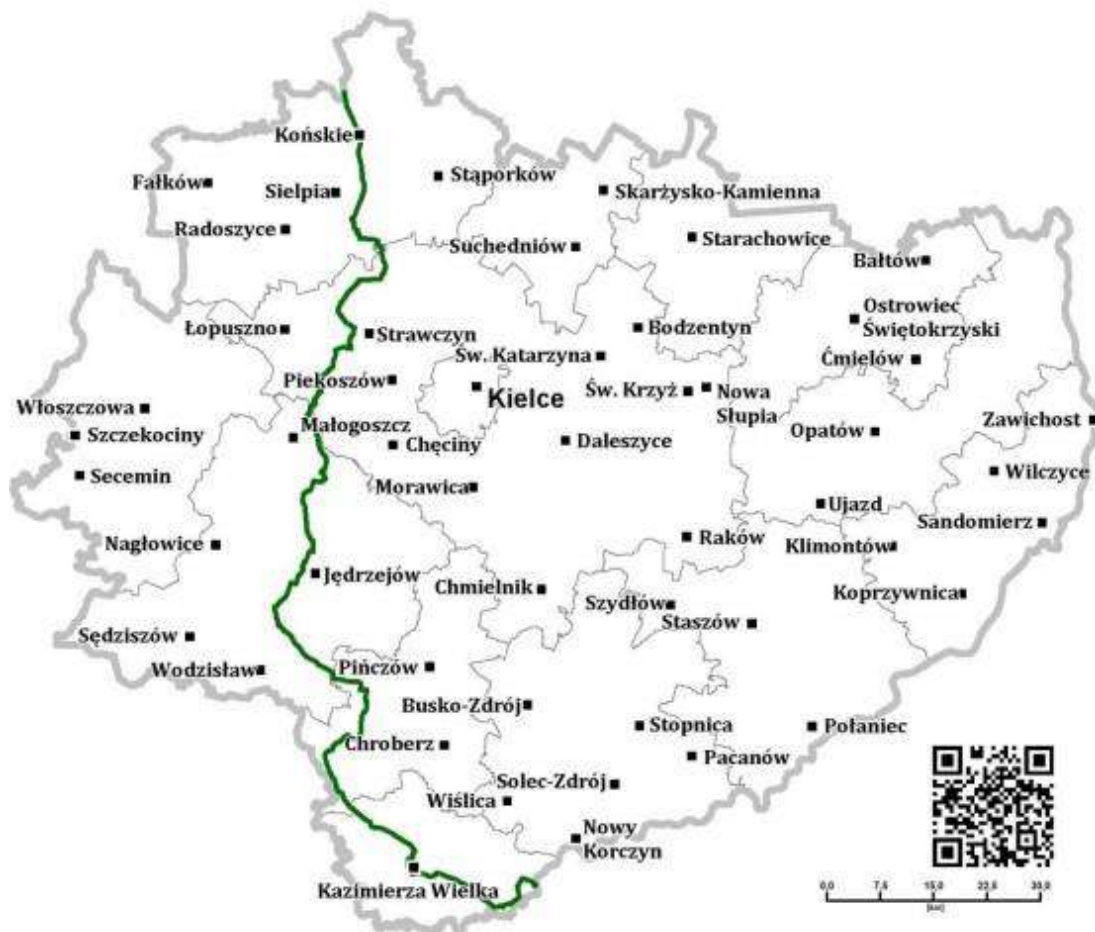 Końskie
Stąporków
Fałków
Sielpia
Skarżysko-Kamienna
Radoszyce
Suchedniów
Starachowice
Bałtów
Ostrowiec
Świętokrzyski
Łopuszno
Strawczyn
Bodzentyn
Św. Katarzyna
Ćmielów
Piekoszów
Kielce
Św. Krzyż
Nowa
Słupia
Włoszczowa
Małogoszcz
Zawichost
Szczekociny
Chęciny
Daleszyce
Opatów
Secemin
Morawica
Wilczyce
Ujazd
Sandomierz
Nagłowice
Raków
Klimontów
Jędrzejów
Chmielnik
Szydłów
Koprzywnica
Staszów
Sędziszów
Wodzisław
Pińczów
Busko-Zdrój
Stopnica
Połaniec
Chroberz
Pacanów
Solec-Zdrój
Wiślica
Nowy
Korczyn
Kazimierza Wielka
0,0 7,5 15,0 22,5 30,0
[km]